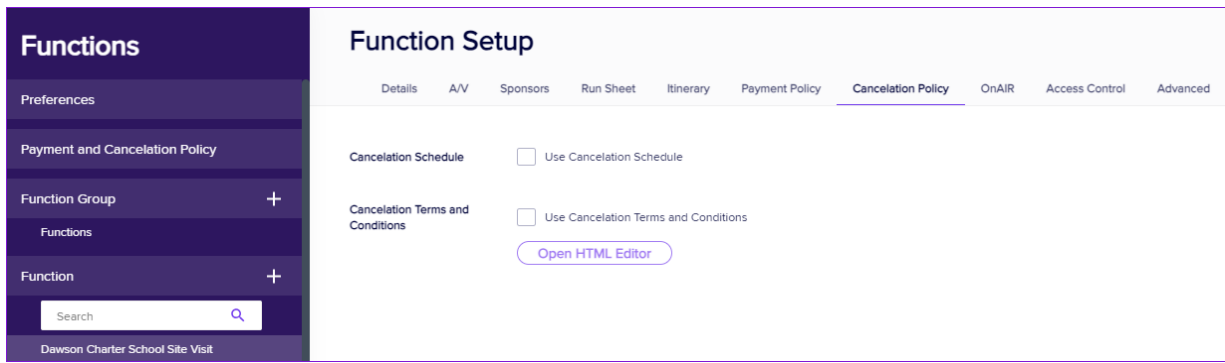 Functions
Preferences
Payment and Cancelation Policy
Function Group +
Functions
Function +
Search
Dawson Charter School Site Visit
Function Setup
Details A/V Sponsors Run Sheet Itinerary Payment Policy Cancelation Policy OnAIR Access Control Advanced
Cancelation Schedule Use Cancelation Schedule
Cancelation Terms and
Conditions
Use Cancelation Terms and Conditions
Open HTML Editor